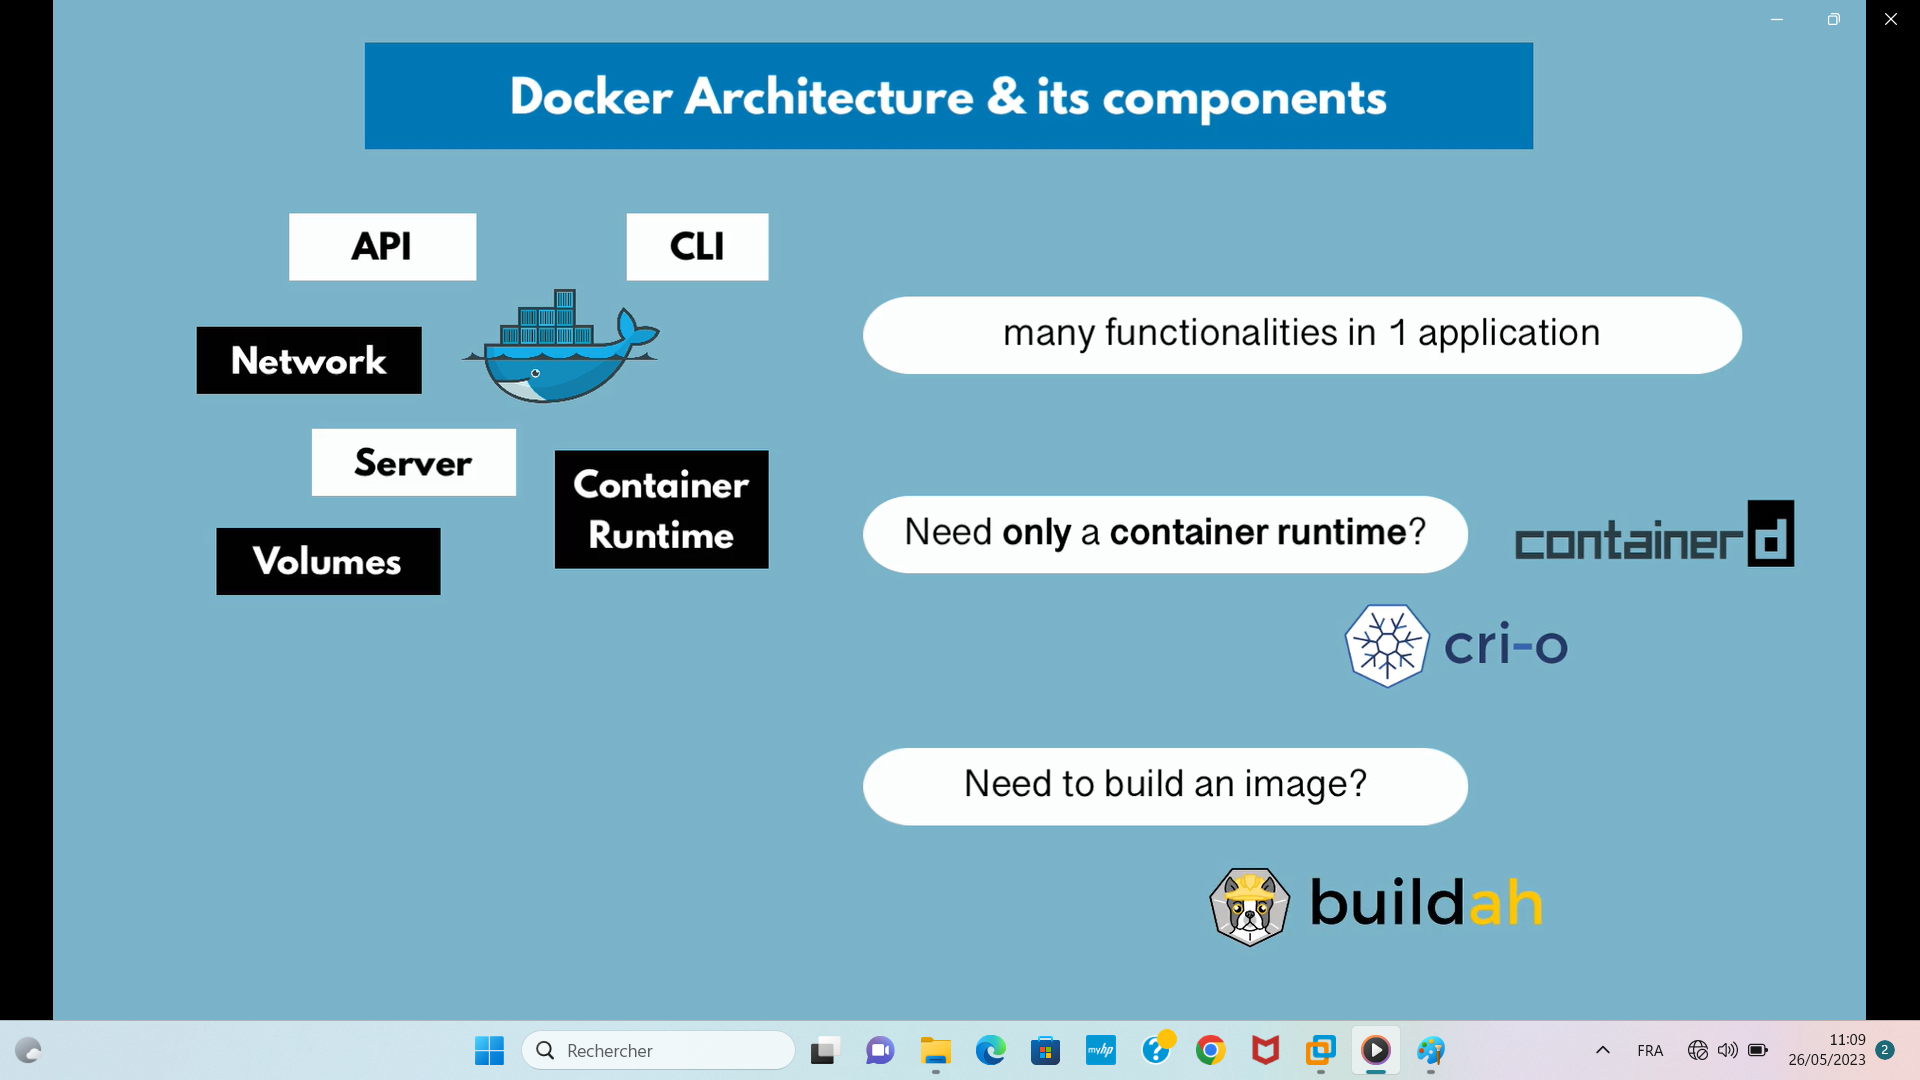 Docker Architecture & its components
API
CLI
Network
Server
Container
Runtime
Volumes
many functionalities in 1 application
Need only a container runtime?
containerd
cri-o
Need to build an image?
buildah
Rechercher
myhp
FRA
11:09
26/05/2023
2